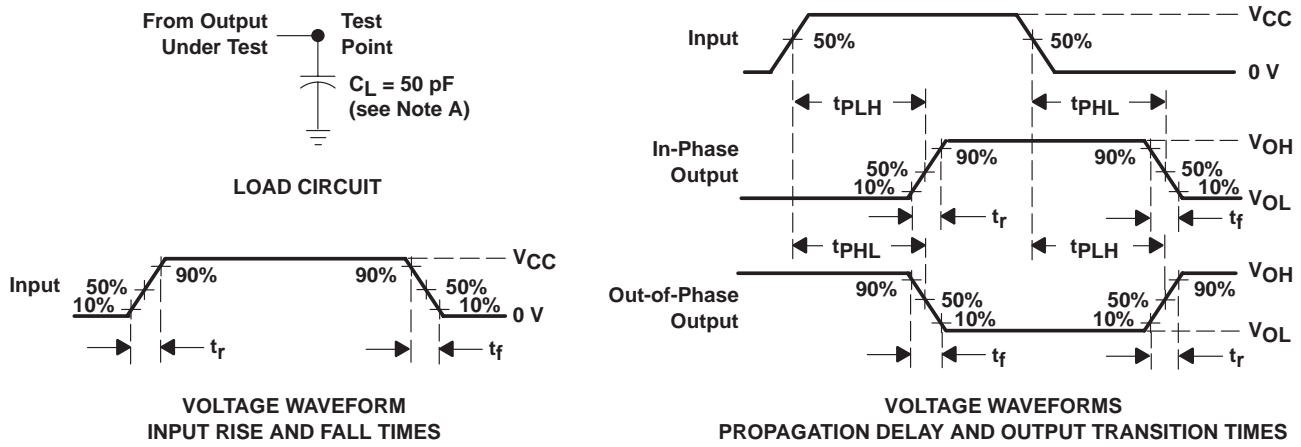 From Output
Under Test
Test
Point
CL = 50 pF
(see Note A)
LOAD CIRCUIT
Input
50%
10%
90%
90%
50%
10%
VCC
0 V
tr
tf
VOLTAGE WAVEFORM
INPUT RISE AND FALL TIMES
Input
50%
50%
VCC
0 V
tPLH
tPHL
In-Phase
Output
50%
10%
90%
90%
50%
10%
VOH
VOL
tr
tf
tPHL
tPLH
Out-of-Phase
Output
90%
50%
10%
50%
10%
90%
VOH
VOL
tf
tr
VOLTAGE WAVEFORMS
PROPAGATION DELAY AND OUTPUT TRANSITION TIMES